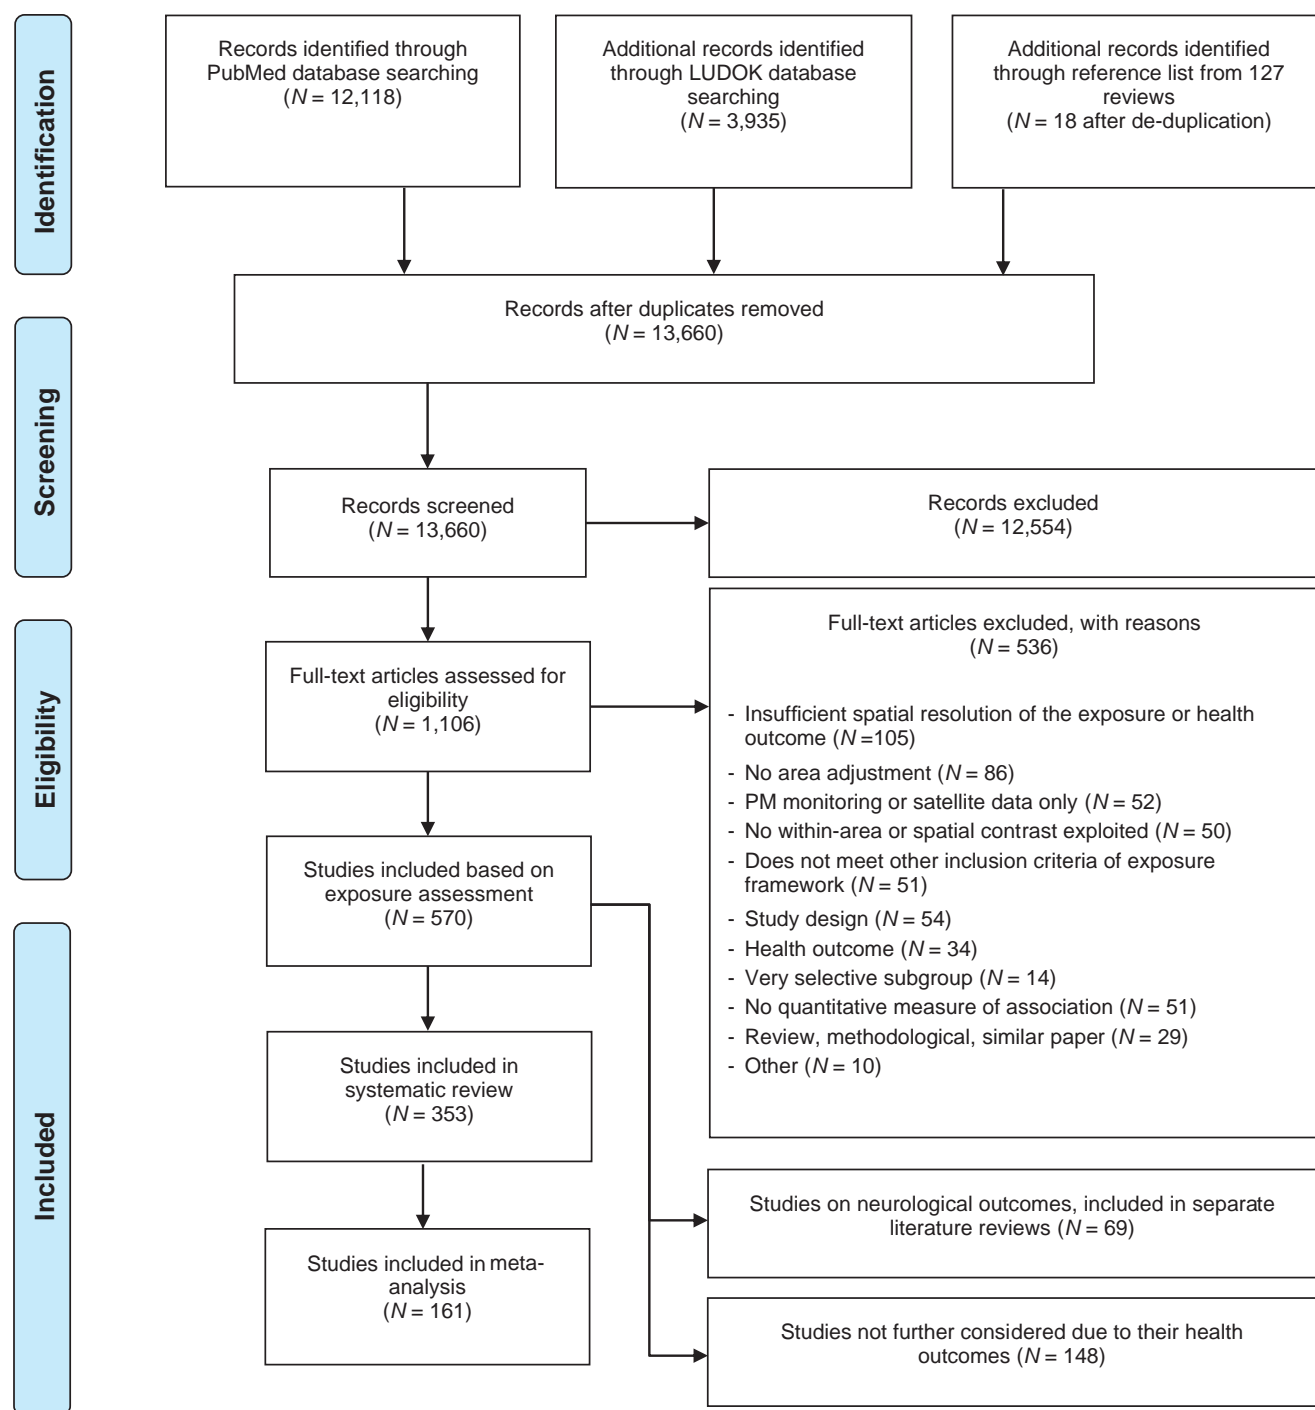 Identification
Records identified through
PubMed database searching
(N = 12,118)
Additional records identified
through LUDOK database
searching
(N = 3,935)
Additional records identified
through reference list from 127
reviews
(N = 18 after de-duplication)
Records after duplicates removed
(N = 13,660)
Screening
Records screened
(N = 13,660)
Records excluded
(N = 12,554)
Eligibility
Full-text articles assessed for
eligibility
(N = 1,106)
Full-text articles excluded, with reasons
(N = 536)
- Insufficient spatial resolution of the exposure or health
outcome (N =105)
- No area adjustment (N = 86)
- PM monitoring or satellite data only (N = 52)
- No within-area or spatial contrast exploited (N = 50)
- Does not meet other inclusion criteria of exposure
framework (N = 51)
- Study design (N = 54)
- Health outcome (N = 34)
- Very selective subgroup (N = 14)
- No quantitative measure of association (N = 51)
- Review, methodological, similar paper (N = 29)
- Other (N = 10)
Studies included based on
exposure assessment
(N = 570)
Included
Studies included in
systematic review
(N = 353)
Studies on neurological outcomes, included in separate
literature reviews (N = 69)
Studies included in meta-
analysis
(N = 161)
Studies not further considered due to their health
outcomes (N = 148)